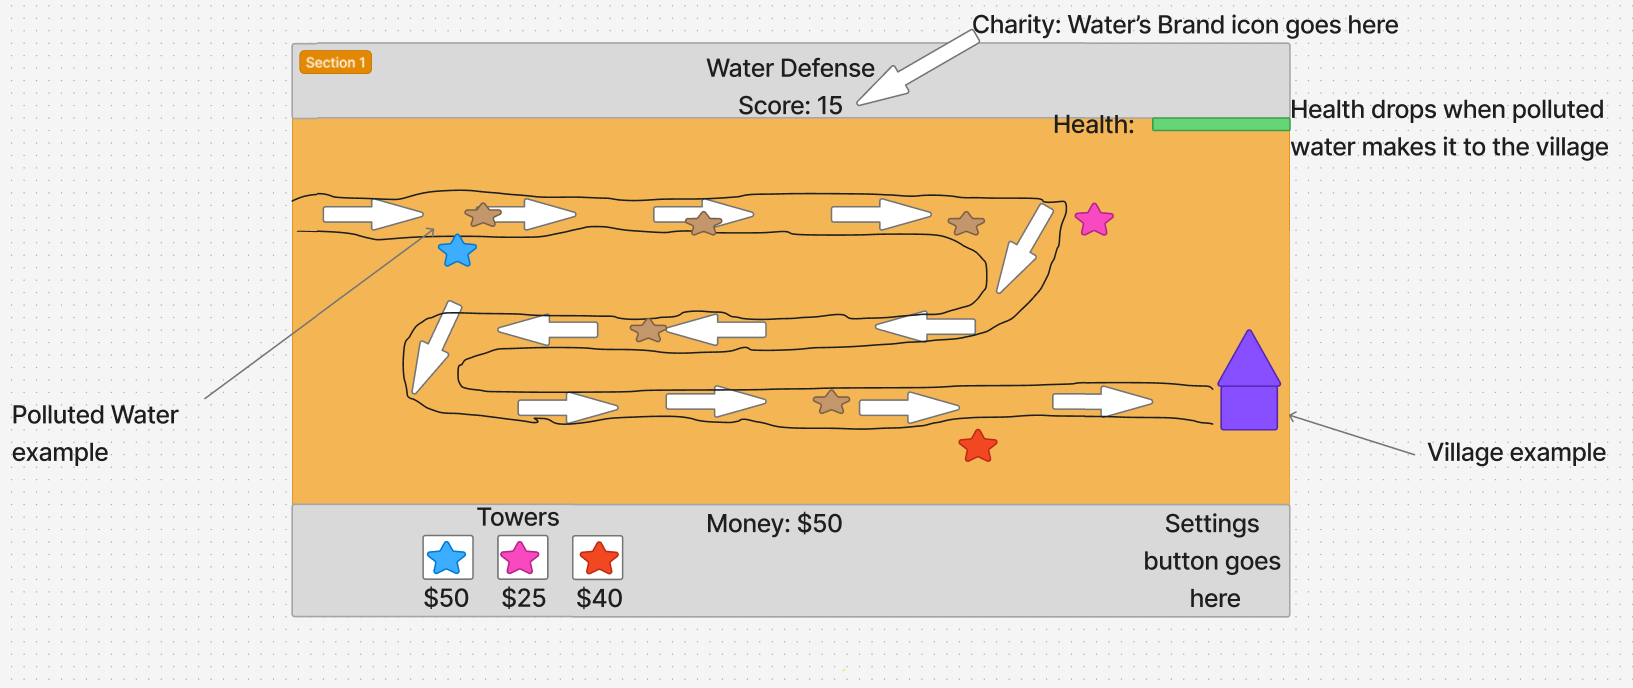 Charity: Water's Brand icon goes here
Section 1
Water Defense
Score: 15
Health:
Health drops when polluted
water makes it to the village
Polluted Water
example
Village example
Towers
$50
$25
$40
Money: $50
Settings
button goes
here